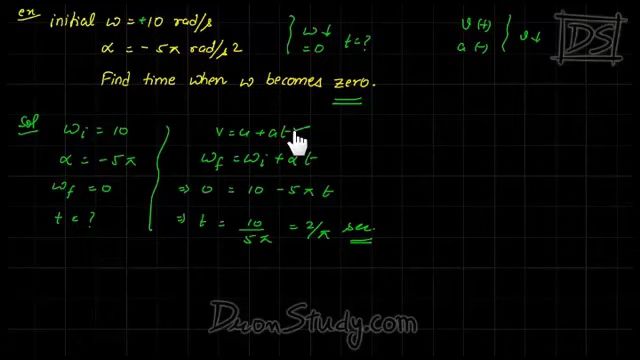 ex initial ω = +10 rad/s
α = -5π rad/s2
ω↓ = 0 t = ?
v (+)
a (-)
v↓
DS
Find time when ω becomes zero.
Sol ωi = 10
v = u + at
α = -5π
ωf = ωi + αt
ωf = 0
⇒ 0 = 10 - 5π t
t = ?
⇒ t = 10/5π = 2/π sec.
DronStudy.com